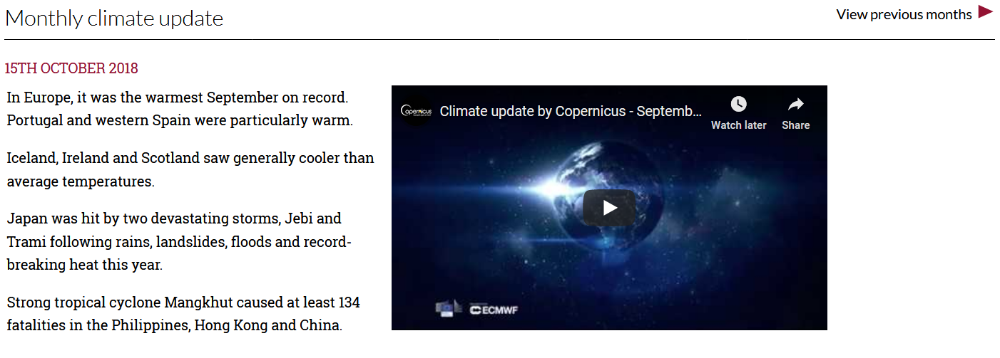 Monthly climate update
View previous months
15TH OCTOBER 2018
In Europe, it was the warmest September on record.
Portugal and western Spain were particularly warm.
Iceland, Ireland and Scotland saw generally cooler than
average temperatures.
Japan was hit by two devastating storms, Jebi and
Trami following rains, landslides, floods and record-
breaking heat this year.
Strong tropical cyclone Mangkhut caused at least 134
fatalities in the Philippines, Hong Kong and China.
Copernicus
Climate update by Copernicus - Septemb...
Watch later
Share
ECMWF